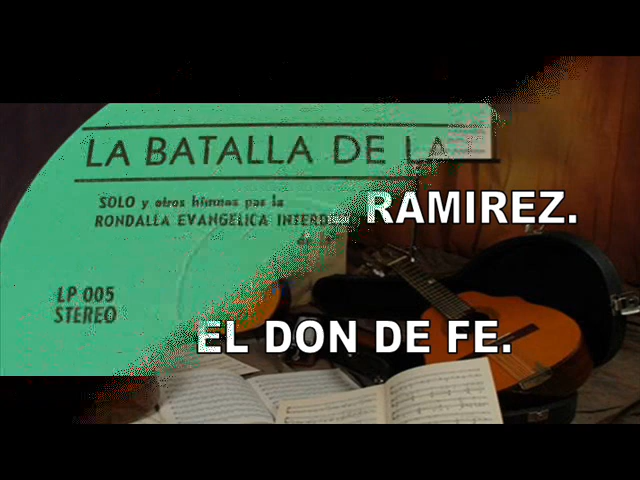 LA BATALLA DE LA
SOLO y otros himnos por la
RONDALLA EVANGELICA
RAMIREZ.
LP 005
STEREO
EL DON DE FE.